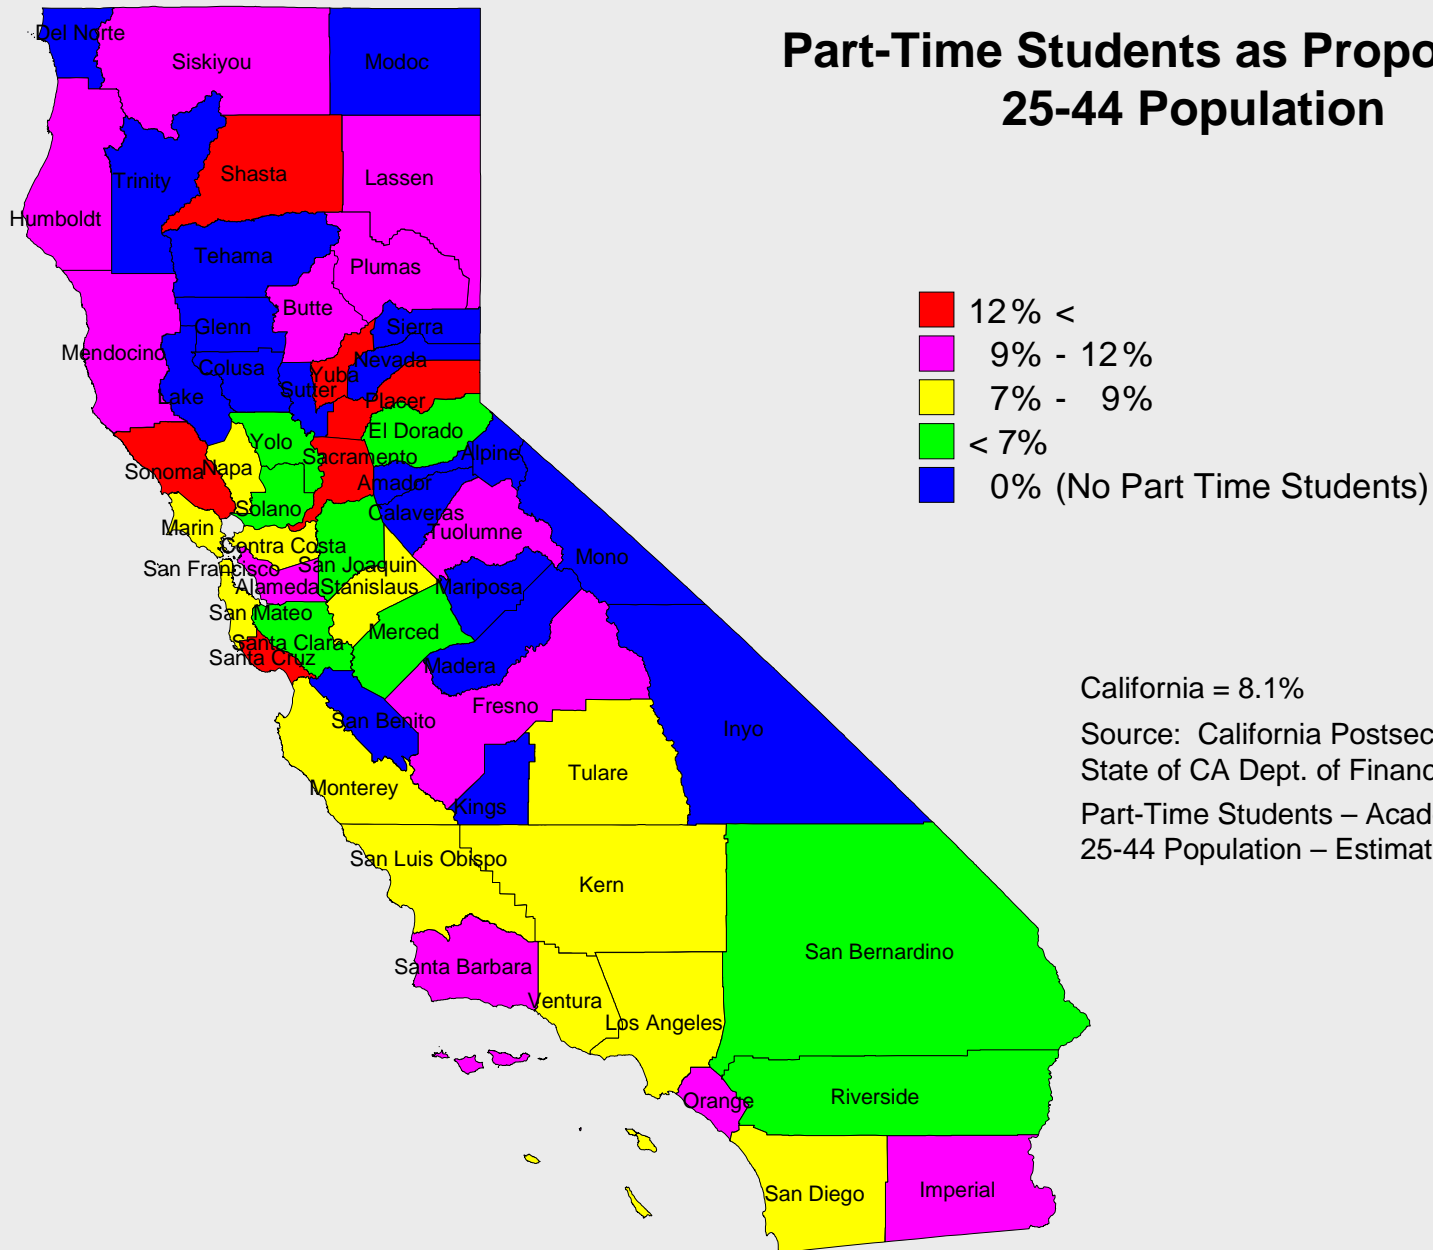 Part-Time Students as Propo
25-44 Population
Del Norte
Siskiyou
Modoc
Trinity
Shasta
Lassen
Humboldt
Tehama
Plumas
Butte
Glenn
Sierra
Mendocino
Colusa
Nevada
Yuba
Sutter
Lake
Placer
El Dorado
Yolo
Sacramento
Alpine
Sonoma
Napa
Amador
Solano
Calaveras
Marin
Tuolumne
Contra Costa
Mono
San Joaquin
San Francisco
Alameda
Stanislaus
Mariposa
San Mateo
Merced
Santa Clara
Santa Cruz
Madera
Fresno
San Benito
Inyo
Tulare
Monterey
Kings
San Luis Obispo
Kern
San Bernardino
Santa Barbara
Ventura
Los Angeles
Orange
Riverside
San Diego
Imperial
12% <
9% - 12%
7% - 9%
< 7%
0% (No Part Time Students)
California = 8.1%
Source: California Postsec
State of CA Dept. of Financ
Part-Time Students – Acad
25-44 Population – Estimat